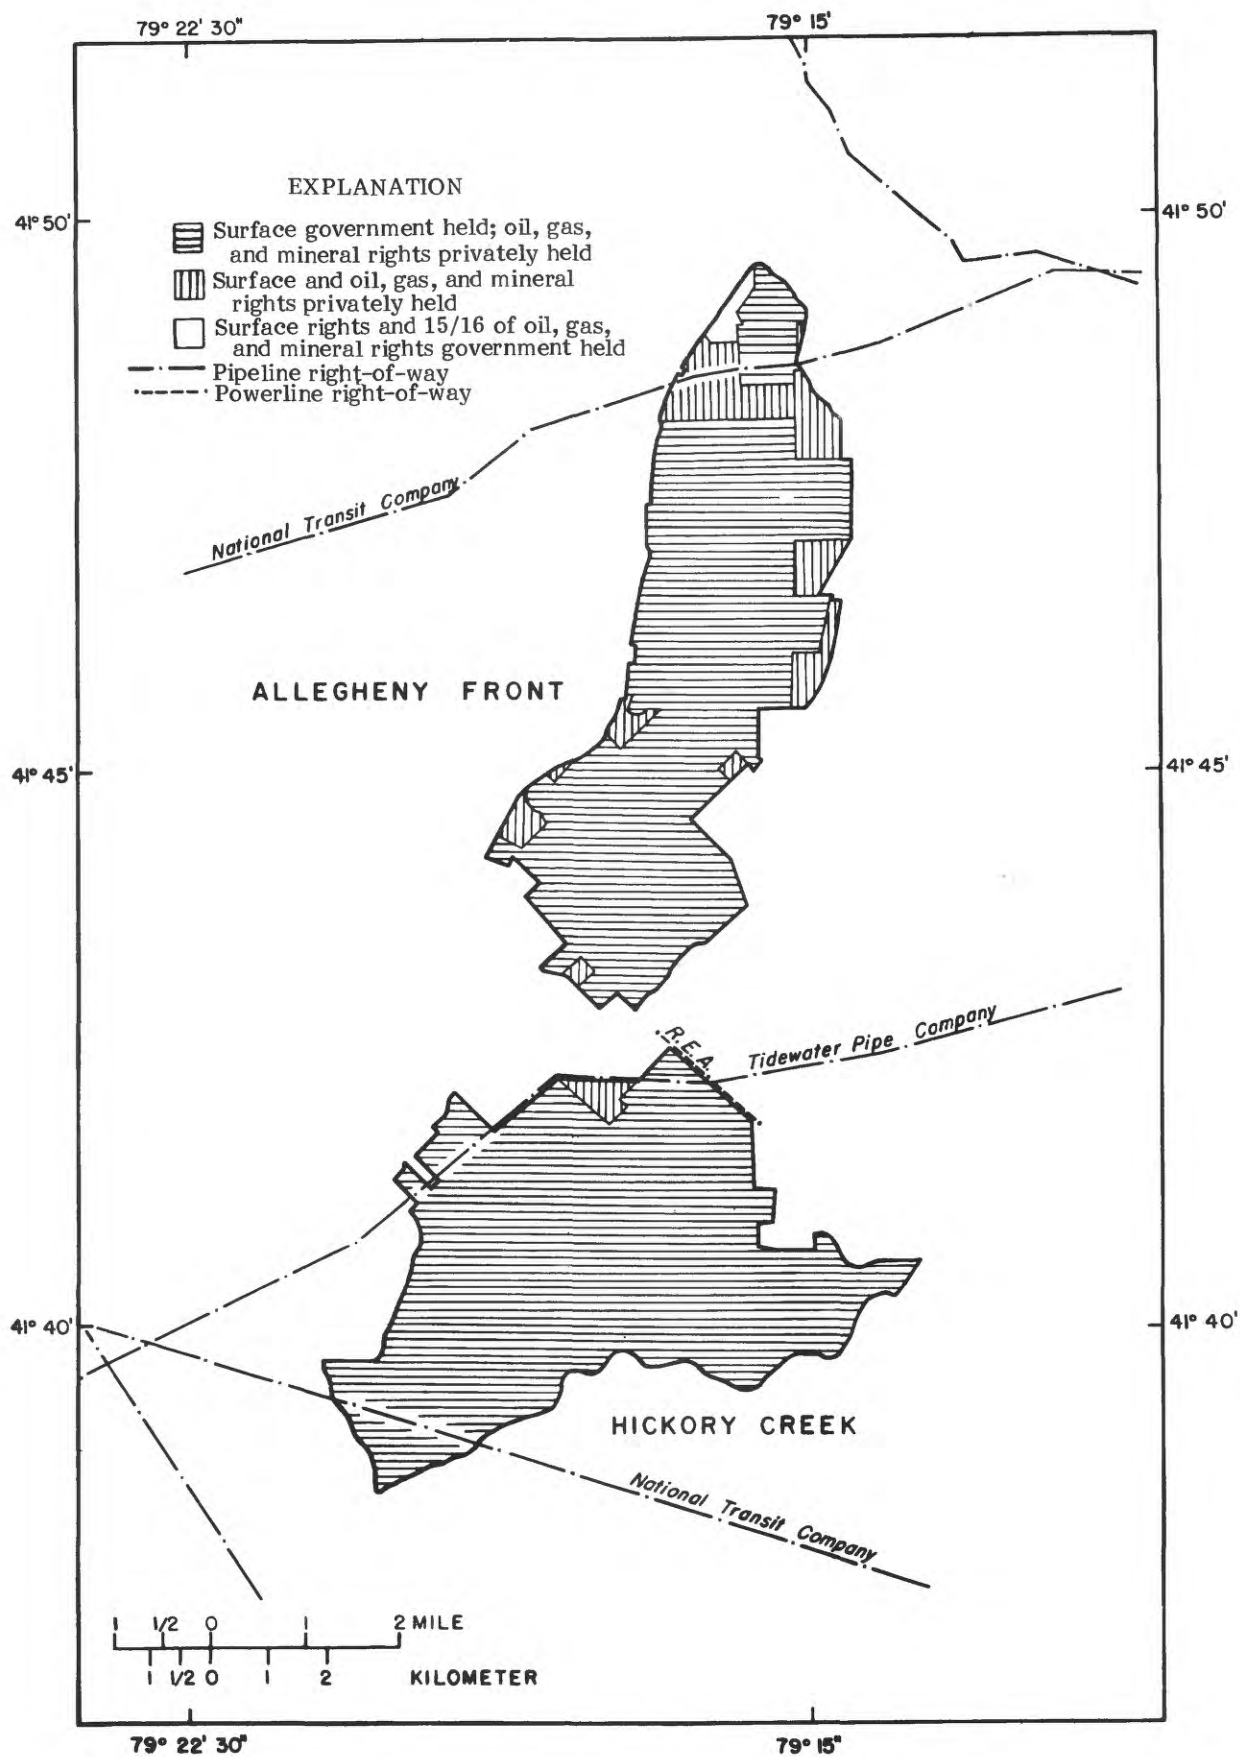 79° 22' 30"
79° 15'
EXPLANATION
Surface government held; oil, gas,
and mineral rights privately held
Surface and oil, gas, and mineral
rights privately held
Surface rights and 15/16 of oil, gas,
and mineral rights government held
Pipeline right-of-way
Powerline right-of-way
41° 50'
41° 50'
National Transit Company
ALLEGHENY FRONT
41° 45'
41° 45'
R.E.A.
Tidewater Pipe Company
41° 40'
41° 40'
HICKORY CREEK
National Transit Company
1 1/2 0 1 2 MILE
1 1/2 0 1 2 KILOMETER
79° 22' 30"
79° 15"